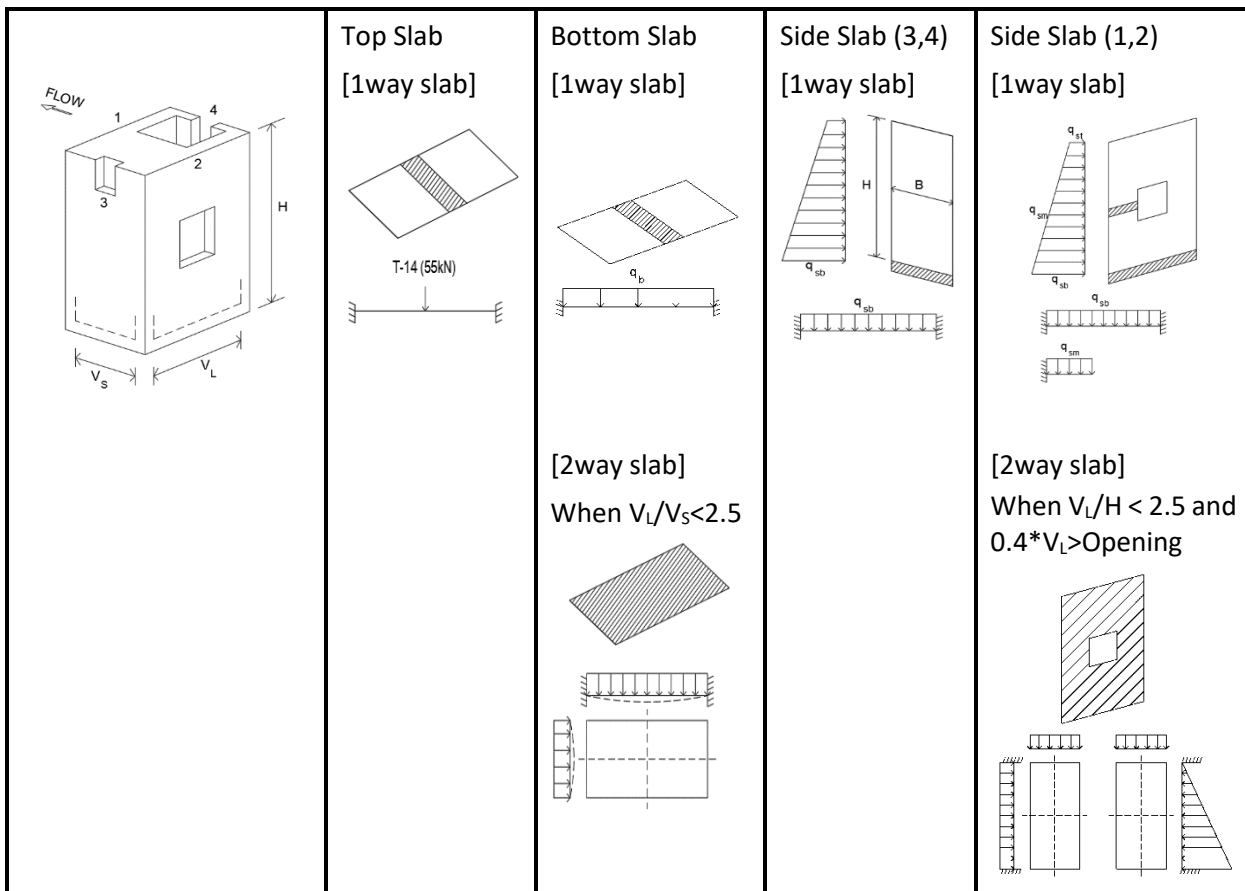 Top Slab
[1way slab]
T-14 (55kN)
Bottom Slab
[1way slab]
q_b
[2way slab]
When V_L/V_S<2.5
Side Slab (3,4)
[1way slab]
H
B
q_sb
q_sb
Side Slab (1,2)
[1way slab]
q_st
q_sm
q_sb
q_sb
q_sm
[2way slab]
When V_L/H < 2.5 and
0.4*V_L>Opening
FLOW
1
4
2
3
H
V_S
V_L